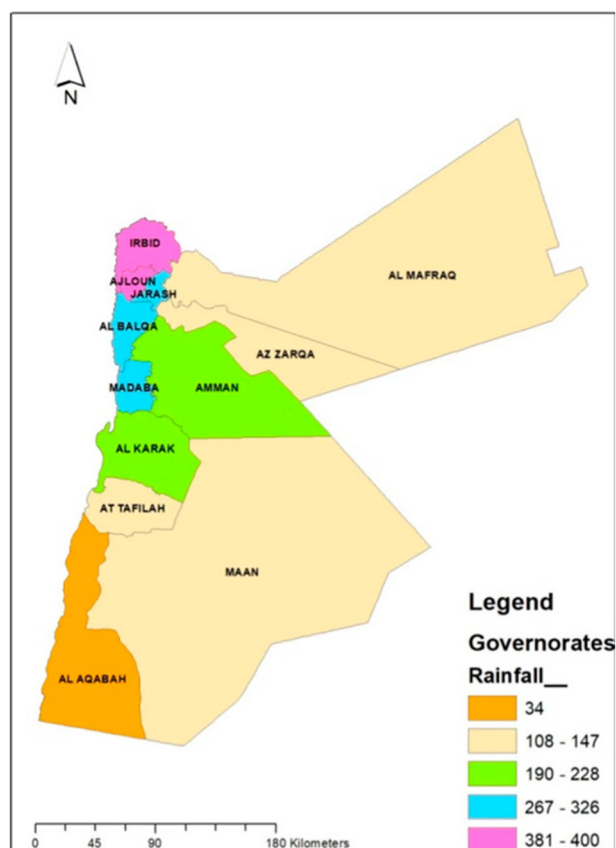 N
IRBID
AJLOUN
JARASH
AL MAFRAQ
AL BALQA
AZ ZARQA
MADABA
AMMAN
AL KARAK
AT TAFILAH
MAAN
AL AQABAH
Legend
Governorates
Rainfall__
34
108 - 147
190 - 228
267 - 326
381 - 400
0 45 90 180 Kilometers